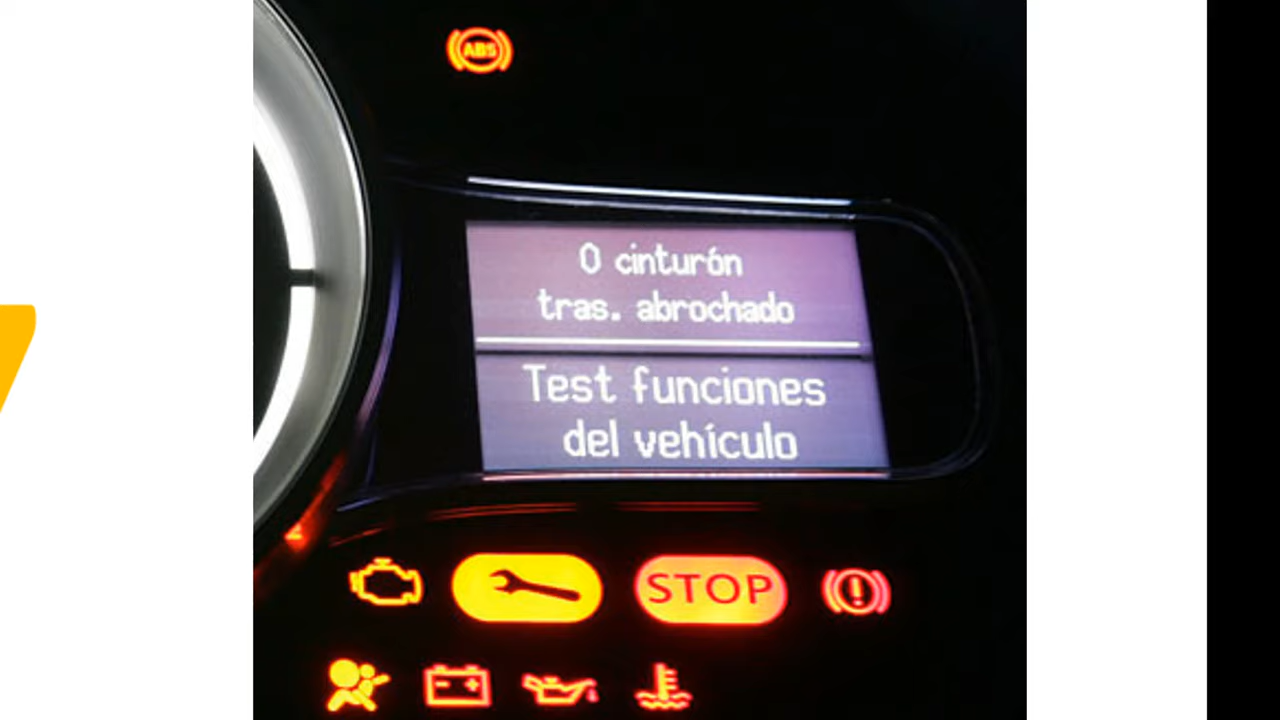 ABS
0 cinturón
tras. abrochado
Test funciones
del vehículo
STOP